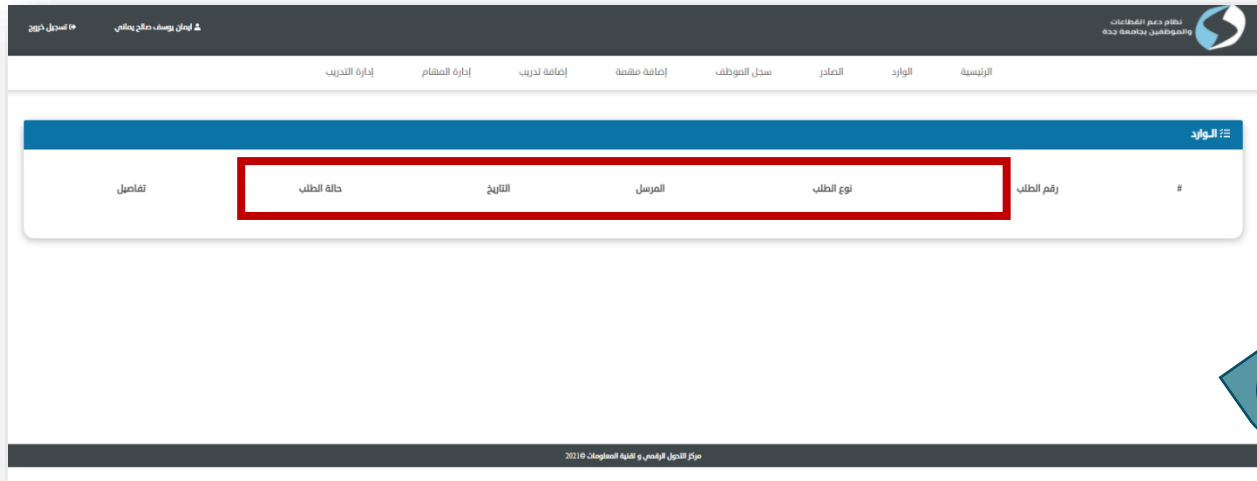 نظام دعم القطاعات
والموظفين بجامعة جدة
ايمان يوسف صالح يماني
تسجيل خروج
الرئيسية الوارد الصادر سجل الموظف إضافة مهمة إضافة تدريب إدارة المهام إدارة التدريب
الـوارد
# رقم الطلب نوع الطلب المرسل التاريخ حالة الطلب تفاصيل
مركز التحول الرقمي و تقنية المعلومات ©2021